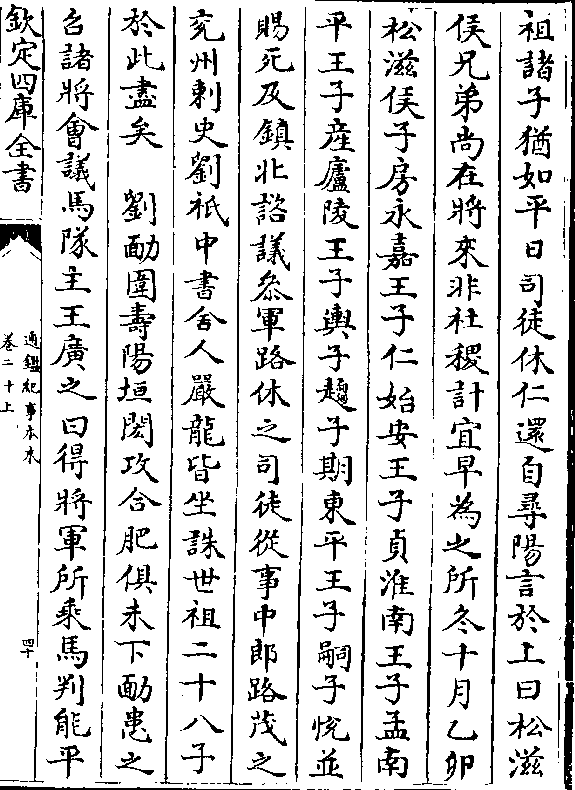 祖諸子猶如平日司徒休仁還自尋陽言於上曰松滋
侯兄弟尚在將來非社稷計宜早為之所冬十月乙卯
松滋侯子房永嘉王子仁始安王子貞淮南王子孟南
平王子産廬陵王子輿子趨子期東平王子嗣子悅並
賜死及鎮北諮議叅軍路休之司徒從事中郎路茂之
兗州剌史劉祗中書舍人嚴龍皆坐誅世祖二十八子
於此盡矣　劉勔圍壽陽垣閎攻合肥俱未下勔患之
召諸將會議馬隊主王廣之曰得將軍所乘馬判能平
欽定四庫全書
通鑑紀事本末
卷二十上
四十